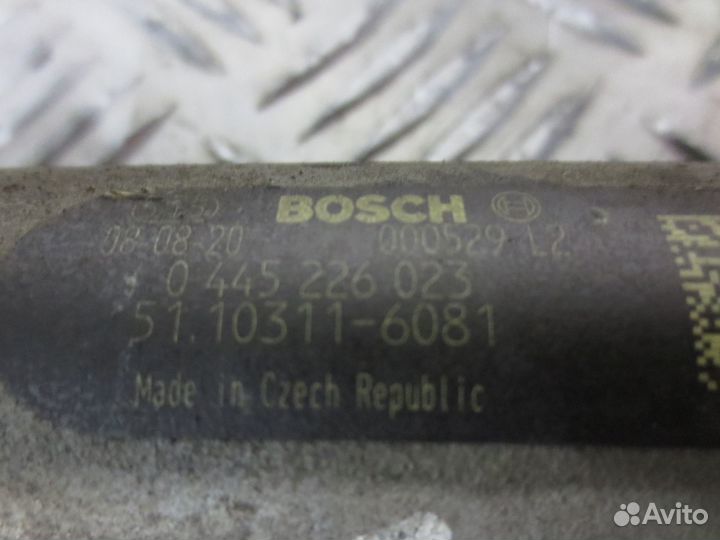 BOSCH
08-08-20 000529 L2
0 445 226 023
51.10311-6081
Made in Czech Republic
Avito